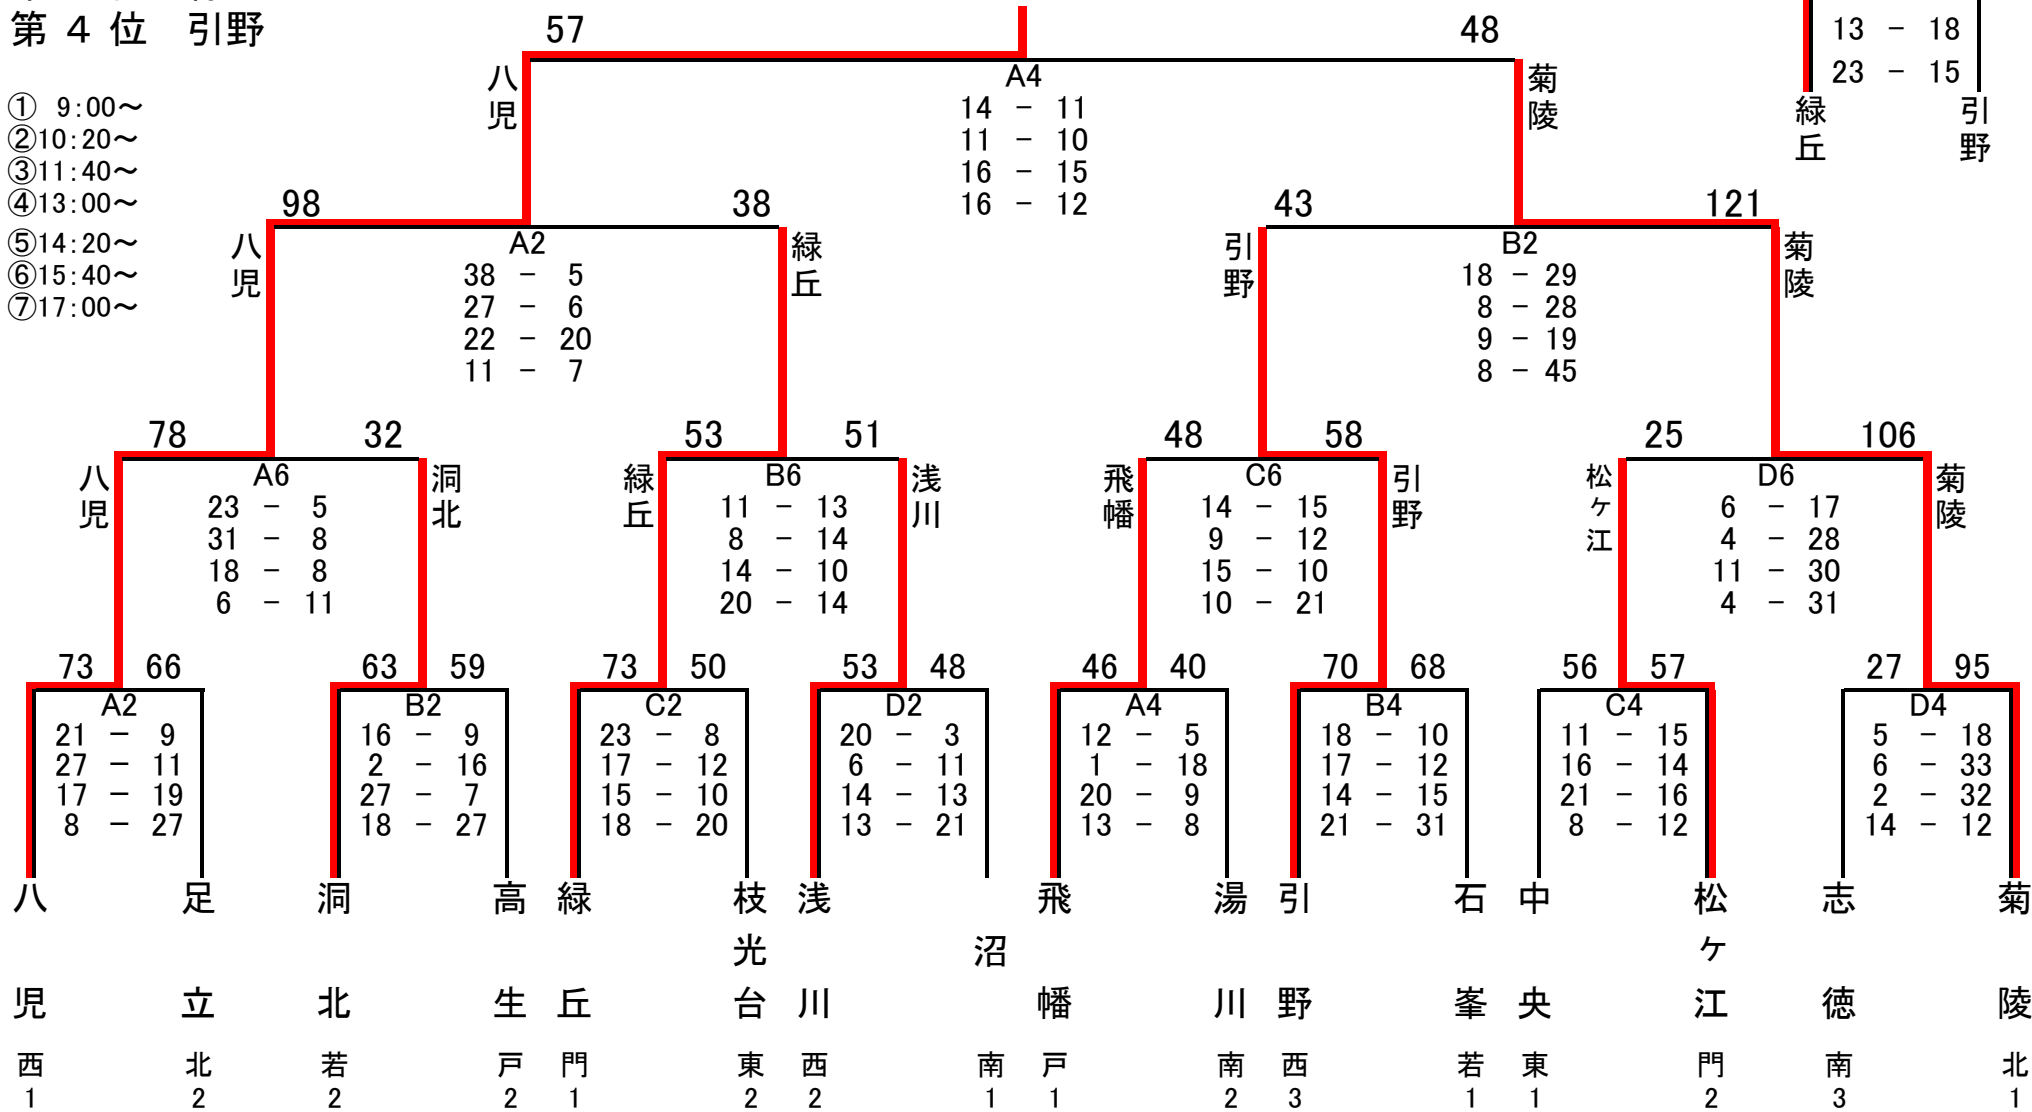 第 4 位 引野
57
48
13 － 18
23 － 15
緑丘
引野
① 9:00～
②10:20～
③11:40～
④13:00～
⑤14:20～
⑥15:40～
⑦17:00～
八児
A4
菊陵
14 － 11
11 － 10
16 － 15
16 － 12
98
38
43
121
八児
A2
緑丘
38 － 5
27 － 6
22 － 20
11 － 7
引野
B2
菊陵
18 － 29
8 － 28
9 － 19
8 － 45
78
32
53
51
48
58
25
106
八児
A6
洞北
23 － 5
31 － 8
18 － 8
6 － 11
緑丘
B6
浅川
11 － 13
8 － 14
14 － 10
20 － 14
飛幡
C6
引野
14 － 15
9 － 12
15 － 10
10 － 21
松ヶ江
D6
菊陵
6 － 17
4 － 28
11 － 30
4 － 31
73 66
A2
21 － 9
27 － 11
17 － 19
8 － 27
63 59
B2
16 － 9
2 － 16
27 － 7
18 － 27
73 50
C2
23 － 8
17 － 12
15 － 10
18 － 20
53 48
D2
20 － 3
6 － 11
14 － 13
13 － 21
46 40
A4
12 － 5
1 － 18
20 － 9
13 － 8
70 68
B4
18 － 10
17 － 12
14 － 15
21 － 31
56 57
C4
11 － 15
16 － 14
21 － 16
8 － 12
27 95
D4
5 － 18
6 － 33
2 － 32
14 － 12
八児
西1
足立
北2
洞北
若2
高生
戸2
緑丘
門1
枝光台
東2
浅川
西2
沼
南1
飛幡
戸1
湯川
南2
引野
西3
石峯
若1
中央
東1
松ヶ江
門2
志徳
南3
菊陵
北1